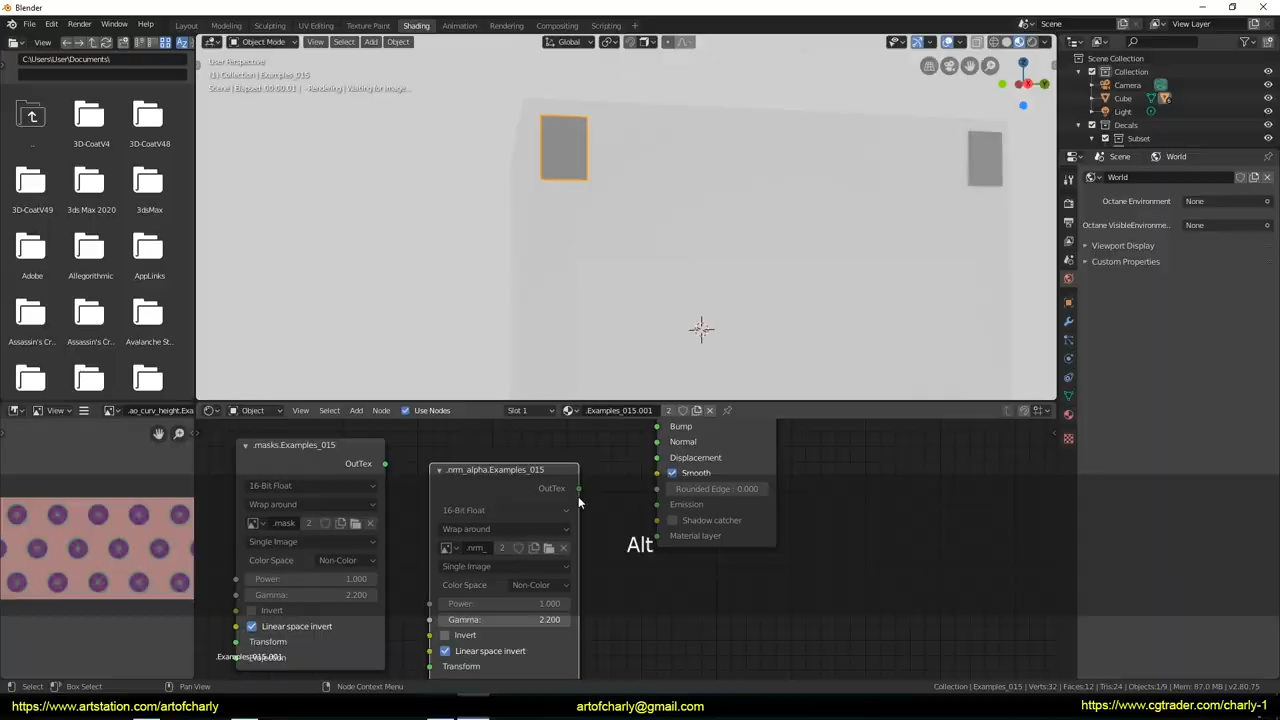 Blender
File Edit Render Window Help
Layout Modeling Sculpting UV Editing Texture Paint Shading Animation Rendering Compositing Scripting +
Scene View Layer
View
C:\Users\User\Documents\
Object Mode View Select Add Object
Global
User Perspective
(1) Collection | Examples_015
.. 3D-CoatV4 3D-CoatV48
3D-CoatV49 3ds Max 2020 3dsMax
Adobe Allegorithmic AppLinks
Assassin's Cr... Assassin's Cr... Avalanche St...
Scene Collection
Collection
Camera
Cube
Light
Decals
Subset
Scene World
World
Octane Environment None
Octane VisibleEnvironme.. None
Viewport Display
Custom Properties
View .ao_curv_height.Exa
Object View Select Add Node Use Nodes Slot 1 .Examples_015.001 2
.masks.Examples_015
OutTex
16-Bit Float
Wrap around
.mask 2
Single Image
Color Space Non-Color
Power: 1.000
Gamma: 2.200
Invert
Linear space invert
Transform
.Examples_015.001
.nrm_alpha.Examples_015
OutTex
16-Bit Float
Wrap around
.nrm_ 2
Single Image
Color Space Non-Color
Power: 1.000
Gamma: 2.200
Invert
Linear space invert
Transform
Bump
Normal
Displacement
Smooth
Rounded Edge : 0.000
Emission
Shadow catcher
Material layer
Alt
Select Box Select Pan View Node Context Menu
Collection | Examples_015 | Verts:32 | Faces:12 | Tris:24 | Objects:1/9 | Mem: 87.0 MB | v2.80.75
https://www.artstation.com/artofcharly artofcharly@gmail.com https://www.cgtrader.com/charly-1